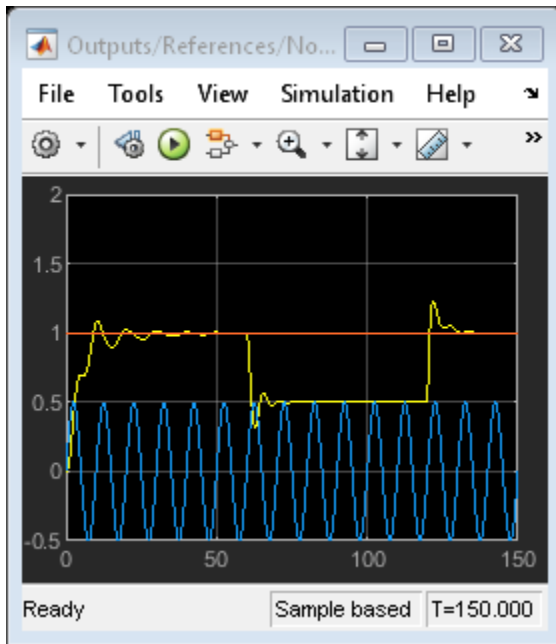 Outputs/References/No...
File Tools View Simulation Help
2
1.5
1
0.5
0
-0.5
0 50 100 150
Ready Sample based T=150.000